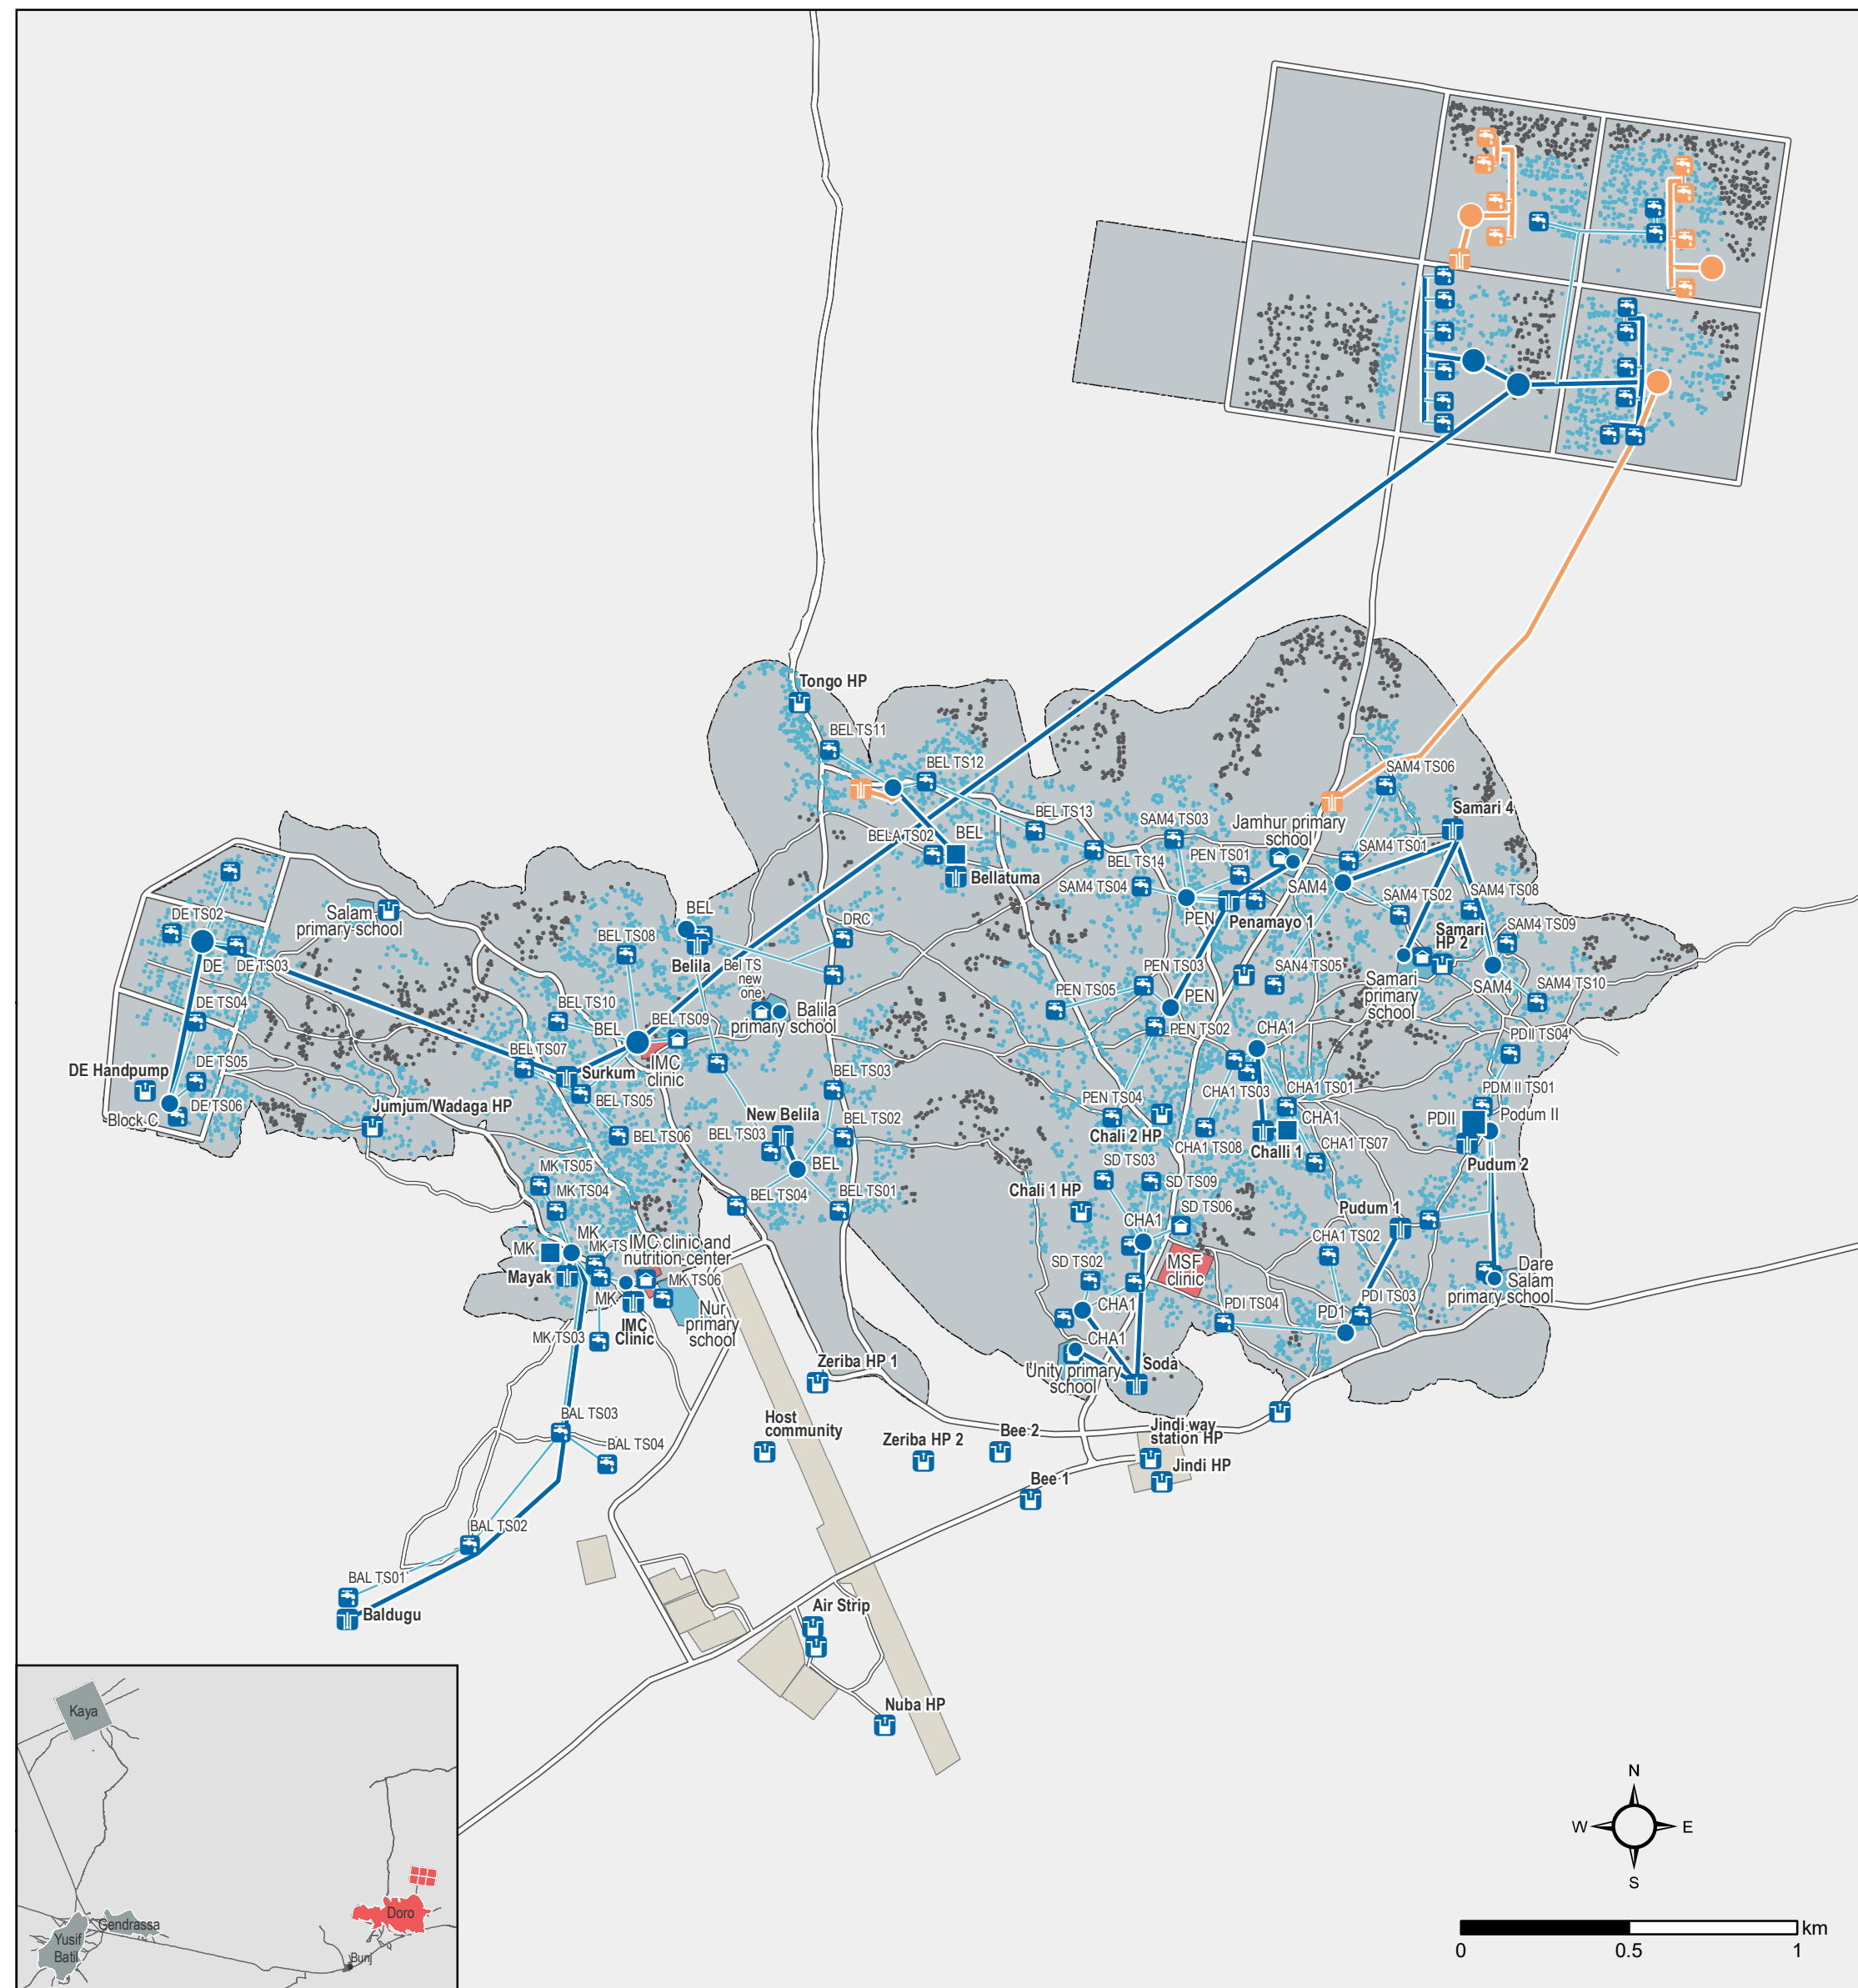 Tongo HP
BEL TS11
BEL TS12
BEL TS13
BELA TS02
BEL
Bellatuma
BEL TS14
SAM4 TS03
Jamhur primary
school
SAM4 TS06
Samari 4
PEN TS01
SAM4 TS01
SAM4 TS04
SAM4
PEN
Penamayo 1
SAM4 TS02
SAM4 TS08
Samari
HP 2
SAM4 TS09
Samari
primary
school
SAM4
SAM4 TS10
SAN4 TS05
PEN TS03
PEN TS05
PEN
PEN TS02
PEN TS04
CHA1
PDII TS04
DE TS02
DE
DE TS03
DE TS04
DE TS05
DE Handpump
DE TS06
Block C
Salam
primary school
Jumjum/Wadaga HP
BEL
Belila
BEL TS08
Bel TS
new
one
DRC
BEL TS10
BEL
BEL TS09
Balila
primary school
BEL TS07
Surkum
IMC
clinic
BEL TS05
BEL TS06
BEL TS03
New Belila
BEL TS02
BEL TS03
BEL
BEL TS04
BEL TS01
CHA1 TS03
CHA1 TS01
CHA1
Chali 2 HP
CHA1 TS08
Challi 1
CHA1 TS07
PDM II TS01
PDII
Podum II
Pudum 2
SD TS03
SD TS09
Chali 1 HP
CHA1
SD TS06
Pudum 1
CHA1 TS02
MSF
clinic
SD TS02
CHA1
PDI TS04
PD1
PDI TS03
Dare
Salam
primary school
CHA1
Unity primary
school
Soda
MK TS05
MK TS04
MK
MK
MK TS
IMC clinic and
nutrition center
Mayak
MK TS06
MK
IMC
Clinic
Nur
primary
school
MK TS03
Zeriba HP 1
Host
community
Zeriba HP 2
Bee 2
Jindi way
station HP
Bee 1
Jindi HP
BAL TS03
BAL TS04
BAL TS02
BAL TS01
Baldugu
Air Strip
Nuba HP
Kaya
Gendrassa
Yusif
Batil
Doro
Bunj
N
W
E
S
km
0
0.5
1